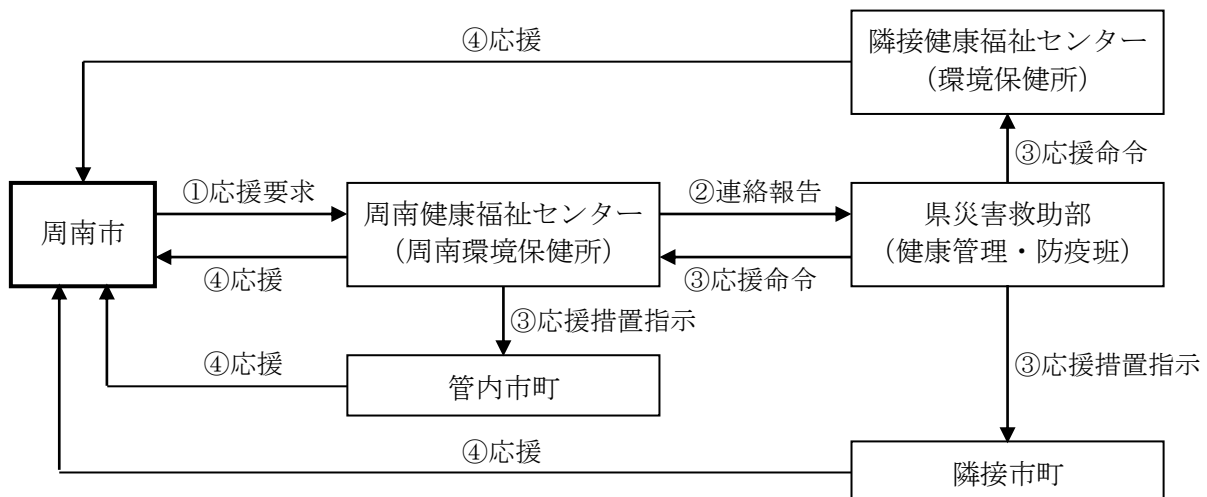 ④応援
隣接健康福祉センター
（環境保健所）
③応援命令
周南市
①応援要求
周南健康福祉センター
（周南環境保健所）
②連絡報告
県災害救助部
（健康管理・防疫班）
④応援
③応援命令
③応援措置指示
④応援
管内市町
③応援措置指示
④応援
隣接市町